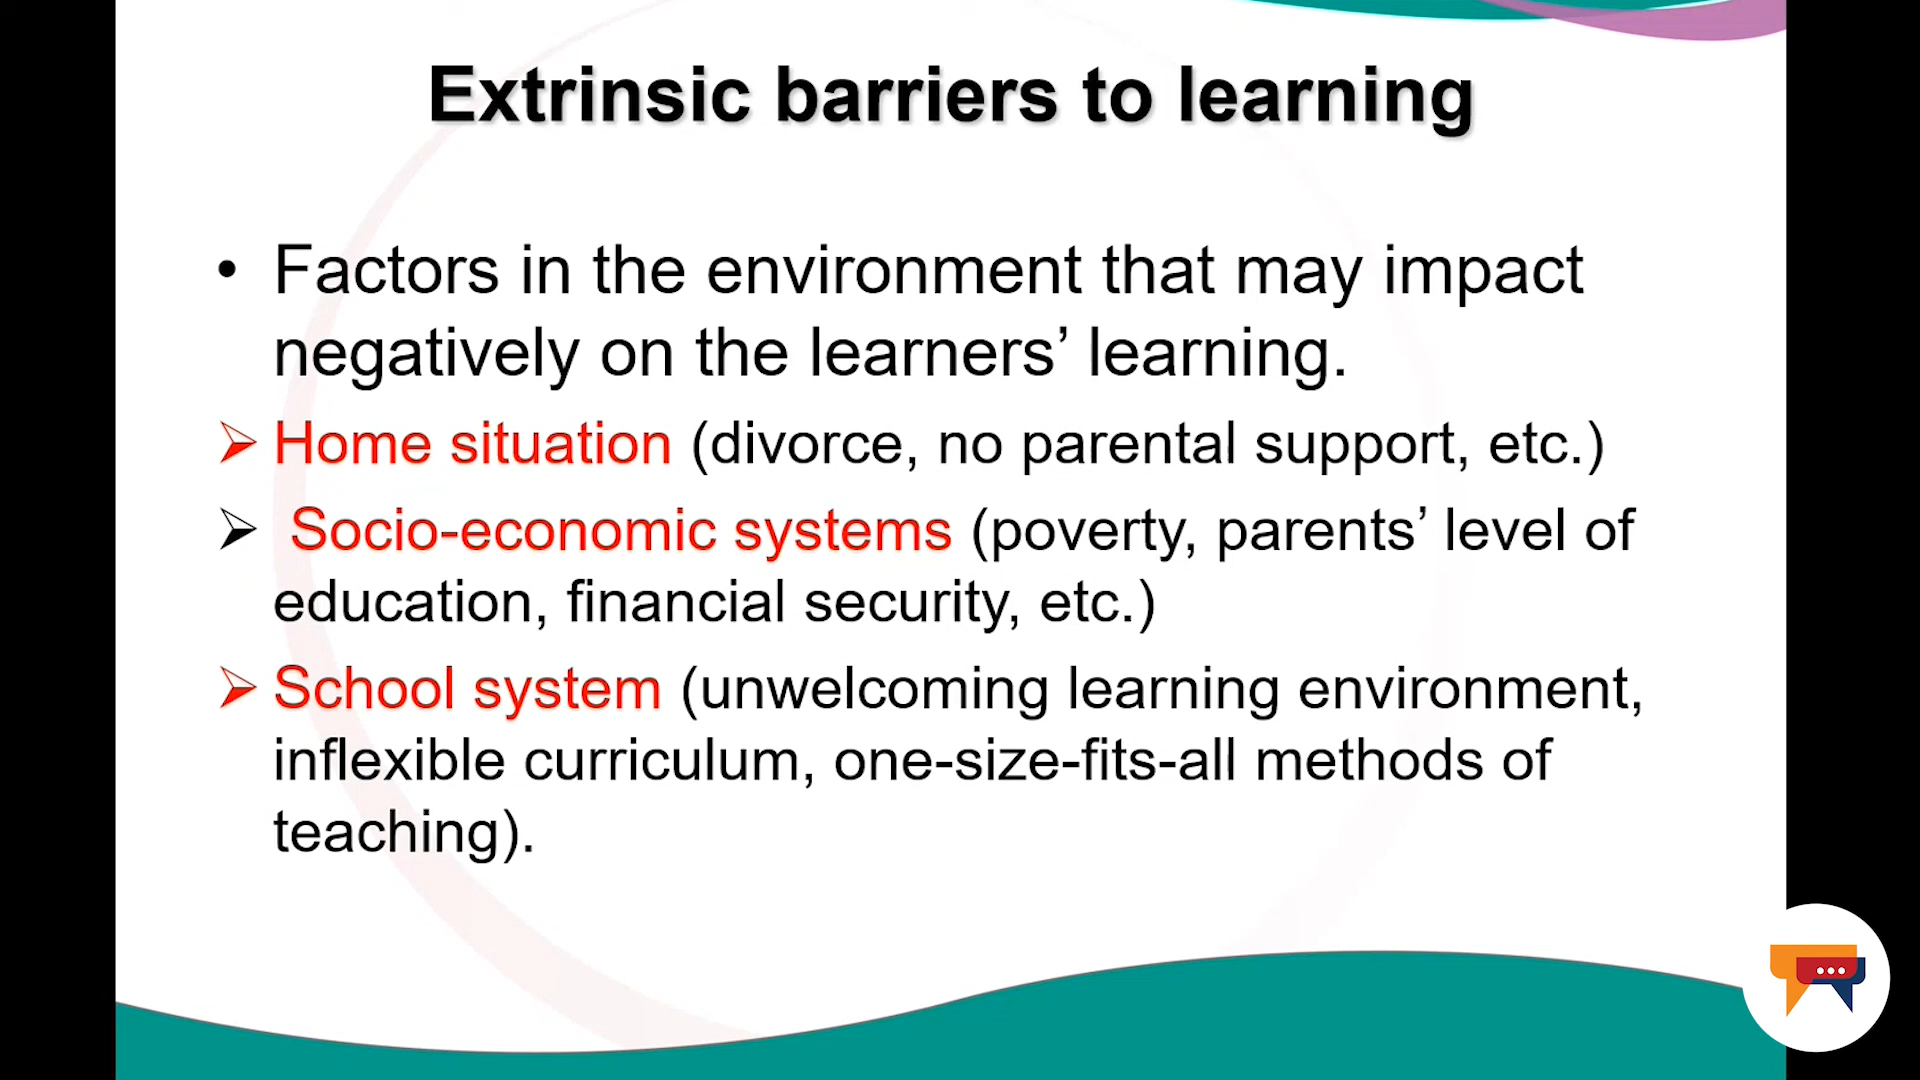 Extrinsic barriers to learning
• Factors in the environment that may impact
negatively on the learners’ learning.
➢ Home situation (divorce, no parental support, etc.)
➢ Socio-economic systems (poverty, parents’ level of
education, financial security, etc.)
➢ School system (unwelcoming learning environment,
inflexible curriculum, one-size-fits-all methods of
teaching).